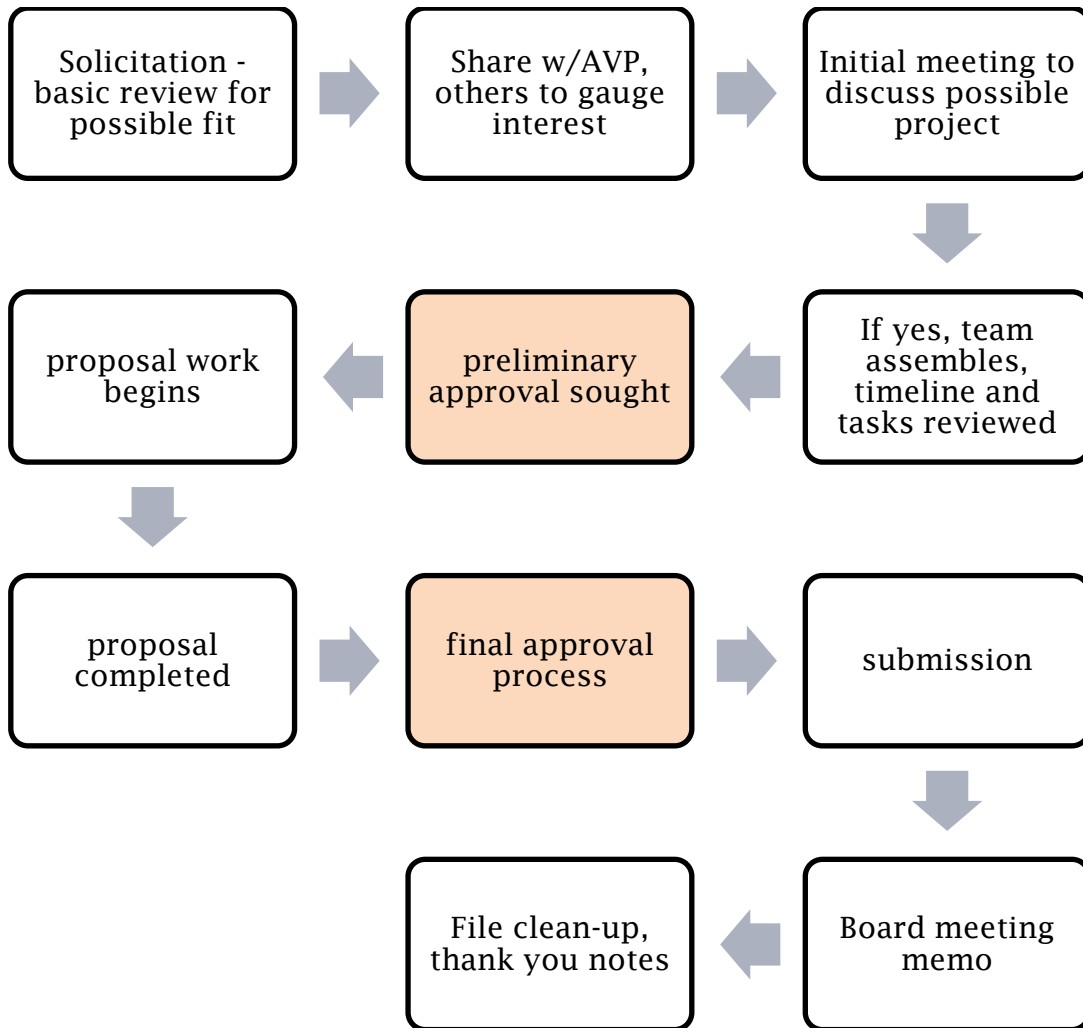 Solicitation -
basic review for
possible fit
Share w/AVP,
others to gauge
interest
Initial meeting to
discuss possible
project
If yes, team
assembles,
timeline and
tasks reviewed
preliminary
approval sought
proposal work
begins
proposal
completed
final approval
process
submission
Board meeting
memo
File clean-up,
thank you notes